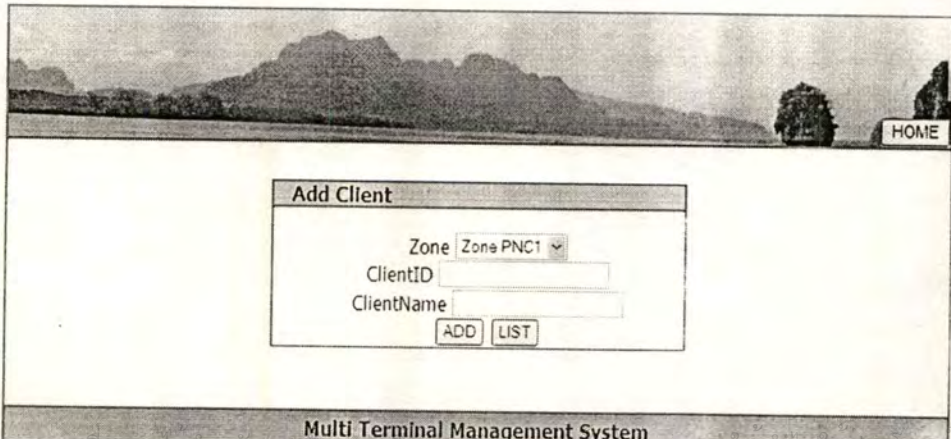 HOME
Add Client
Zone Zone PNC1
ClientID
ClientName
ADD LIST
Multi Terminal Management System